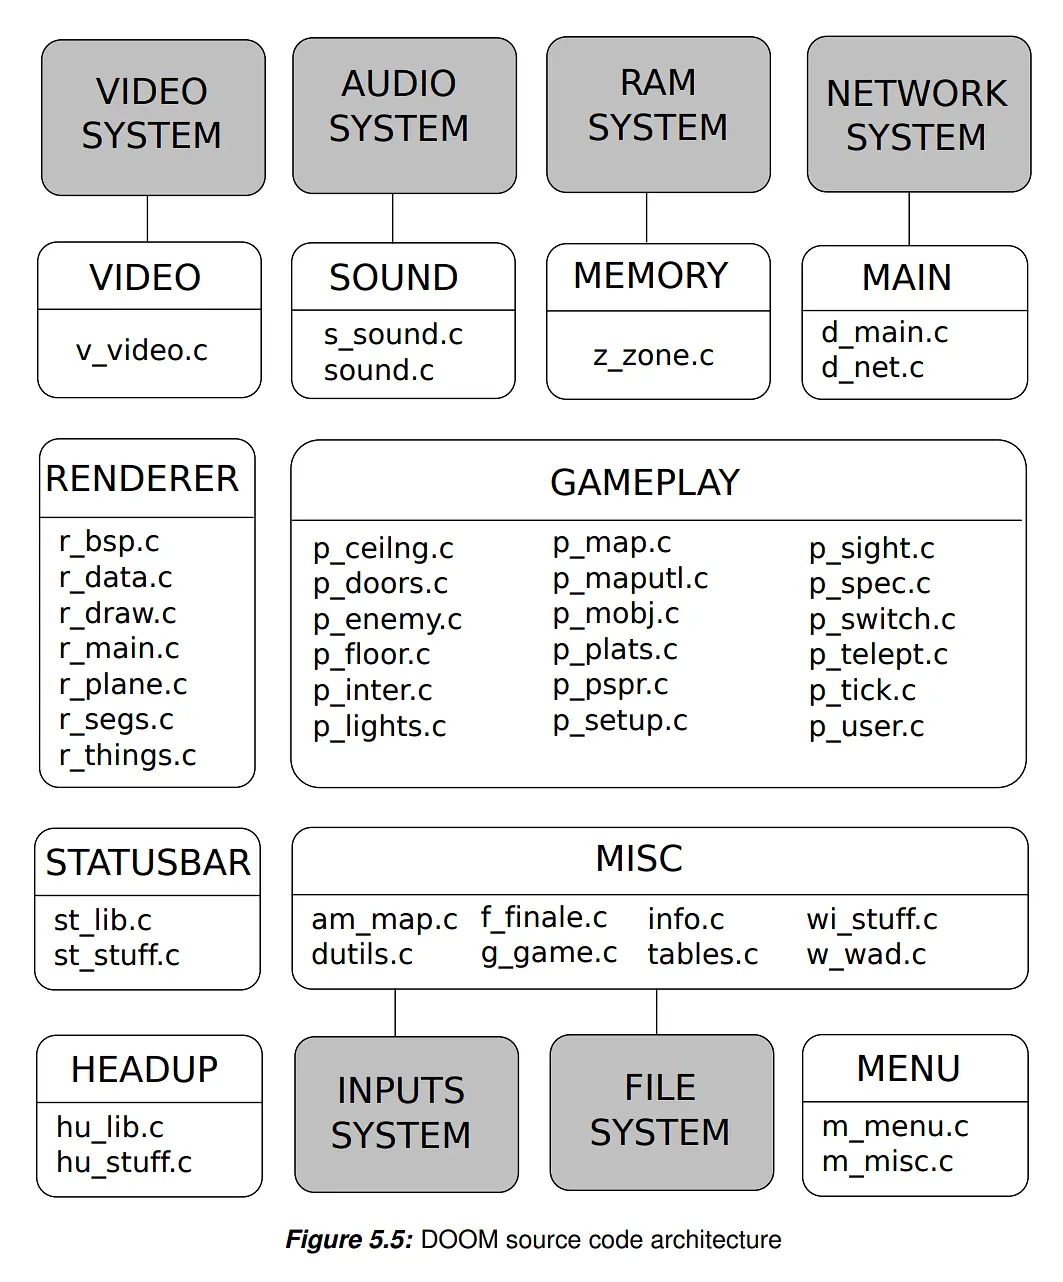 VIDEO
SYSTEM
AUDIO
SYSTEM
RAM
SYSTEM
NETWORK
SYSTEM
VIDEO
v_video.c
SOUND
s_sound.c
sound.c
MEMORY
z_zone.c
MAIN
d_main.c
d_net.c
RENDERER
r_bsp.c
r_data.c
r_draw.c
r_main.c
r_plane.c
r_segs.c
r_things.c
GAMEPLAY
p_ceilng.c
p_doors.c
p_enemy.c
p_floor.c
p_inter.c
p_lights.c
p_map.c
p_maputl.c
p_mobj.c
p_plats.c
p_pspr.c
p_setup.c
p_sight.c
p_spec.c
p_switch.c
p_telept.c
p_tick.c
p_user.c
STATUSBAR
st_lib.c
st_stuff.c
MISC
am_map.c
dutils.c
f_finale.c
g_game.c
info.c
tables.c
wi_stuff.c
w_wad.c
HEADUP
hu_lib.c
hu_stuff.c
INPUTS
SYSTEM
FILE
SYSTEM
MENU
m_menu.c
m_misc.c
Figure 5.5: DOOM source code architecture